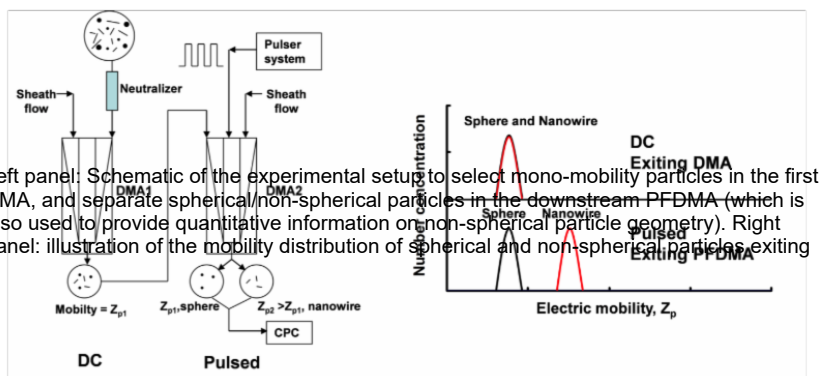 Pulser
system
Neutralizer
Sheath
flow
Sheath
flow
DMA1
DMA2
Mobilty = Zp1
Zp1,sphere
Zp2 >Zp1, nanowire
CPC
DC
Pulsed
Number concentration
Sphere and Nanowire
DC
Exiting DMA
Sphere
Nanowire
Pulsed
Exiting PFDMA
Electric mobility, Zp
eft panel: Schematic of the experimental setup to select mono-mobility particles in the first
MA, and separate spherical/non-spherical particles in the downstream PFDMA (which is
so used to provide quantitative information on non-spherical particle geometry). Right
anel: illustration of the mobility distribution of spherical and non-spherical particles exiting